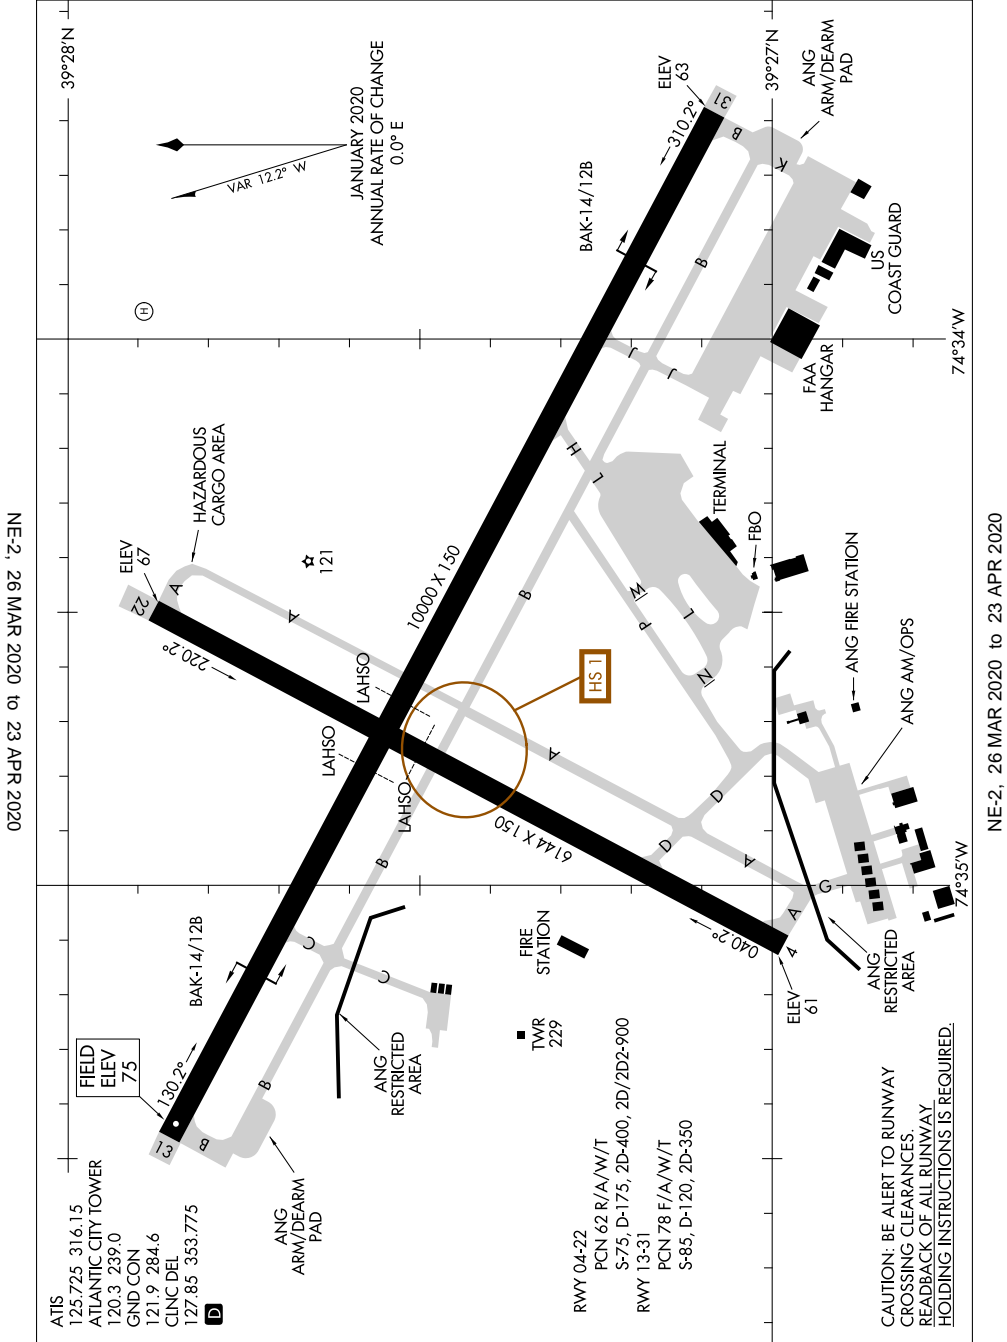 ATIS
125.725 316.15
ATLANTIC CITY TOWER
120.3 239.0
GND CON
121.9 284.6
CLNC DEL
127.85 353.775
D
FIELD
ELEV
75
39°28'N
39°27'N
JANUARY 2020
ANNUAL RATE OF CHANGE
0.0° E
VAR 12.2° W
H
HAZARDOUS
CARGO AREA
ELEV
67
22
220.2°
A
A
121
ELEV
63
31
310.2°
B
K
ANG
ARM/DEARM
PAD
BAK-14/12B
B
US
COAST GUARD
FAA
HANGAR
74°34'W
J
J
H
L
10000 X 150
B
TERMINAL
FBO
M
P
L
N
LAHSO
LAHSO
LAHSO
HS 1
A
ANG FIRE STATION
ANG AM/OPS
6144 X 150
D
D
A
B
G
A
74°35'W
BAK-14/12B
C
C
130.2°
13
B
B
ANG
RESTRICTED
AREA
ANG
ARM/DEARM
PAD
FIRE
STATION
TWR
229
040.2°
4
ELEV
61
ANG
RESTRICTED
AREA
RWY 04-22
PCN 62 R/A/W/T
S-75, D-175, 2D-400, 2D/2D2-900
RWY 13-31
PCN 78 F/A/W/T
S-85, D-120, 2D-350
CAUTION: BE ALERT TO RUNWAY
CROSSING CLEARANCES.
READBACK OF ALL RUNWAY
HOLDING INSTRUCTIONS IS REQUIRED.
NE-2, 26 MAR 2020 to 23 APR 2020
NE-2, 26 MAR 2020 to 23 APR 2020